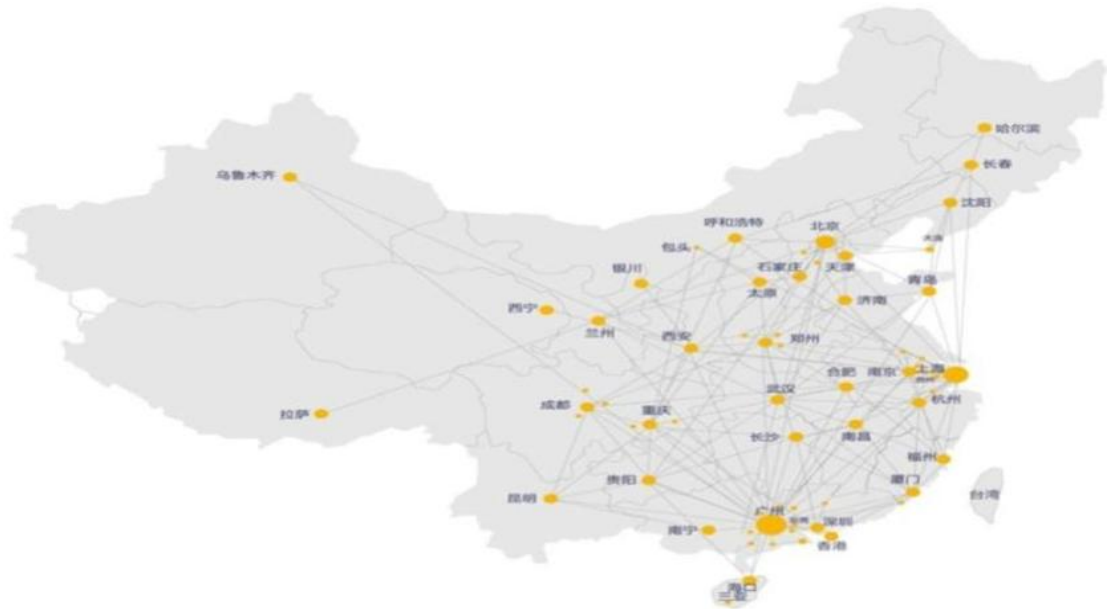 哈尔滨
长春
乌鲁木齐
沈阳
呼和浩特
北京
大连
包头
银川
石家庄
天津
青岛
太原
西宁
济南
兰州
西安
郑州
合肥
南京
上海
武汉
杭州
成都
重庆
拉萨
长沙
南昌
福州
贵阳
厦门
昆明
台湾
广州
东莞
南宁
深圳
香港
海口
三亚